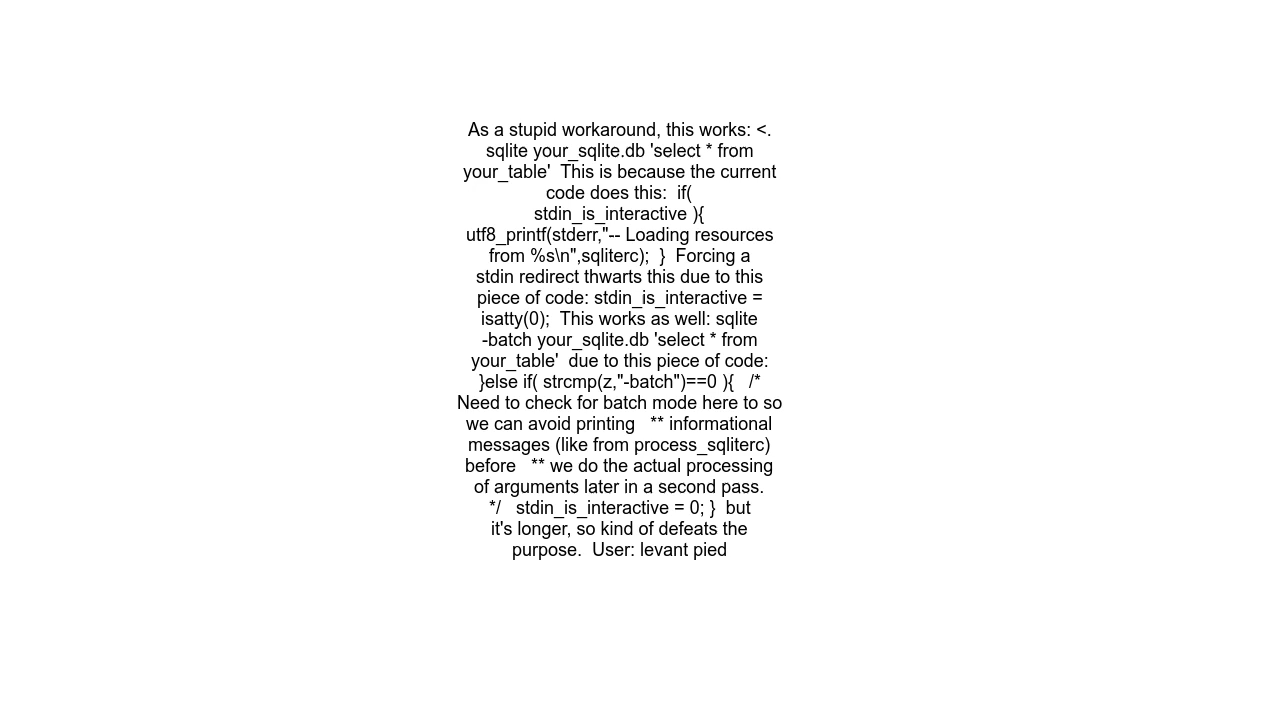 As a stupid workaround, this works: <.
sqlite your_sqlite.db 'select * from
your_table'  This is because the current
code does this:  if(
stdin_is_interactive ){
utf8_printf(stderr,"-- Loading resources
from %s\n",sqliterc);  }  Forcing a
stdin redirect thwarts this due to this
piece of code: stdin_is_interactive =
isatty(0);  This works as well: sqlite
-batch your_sqlite.db 'select * from
your_table'  due to this piece of code:
}else if( strcmp(z,"-batch")==0 ){   /*
Need to check for batch mode here to so
we can avoid printing   ** informational
messages (like from process_sqliterc)
before   ** we do the actual processing
of arguments later in a second pass.
*/   stdin_is_interactive = 0; }  but
it's longer, so kind of defeats the
purpose.  User: levant pied